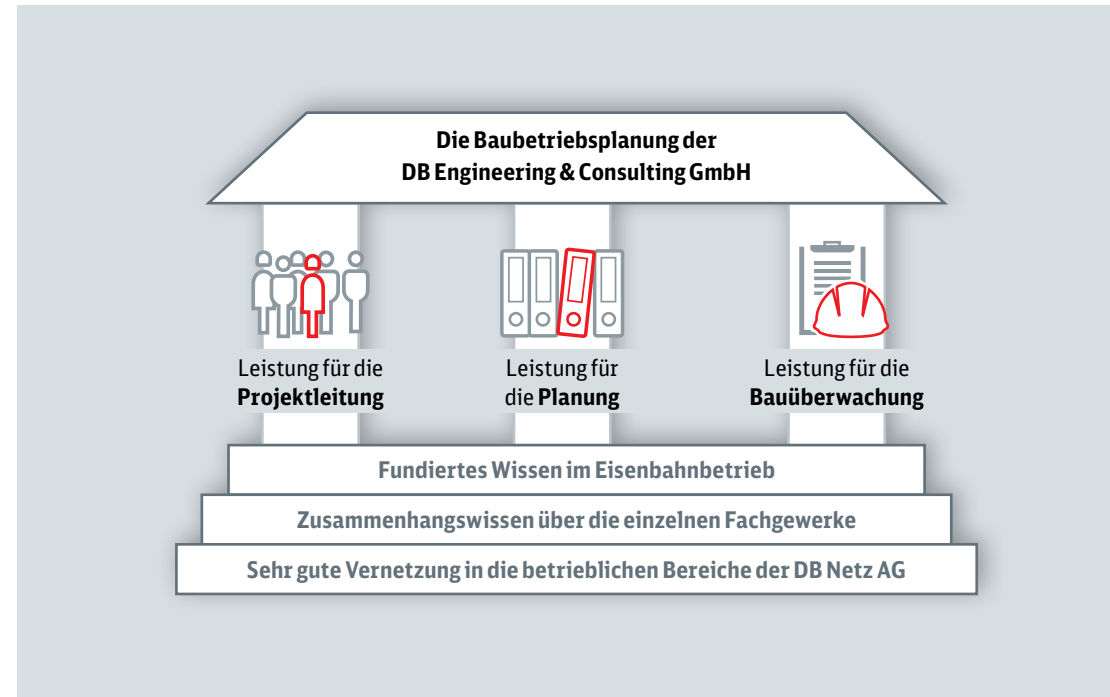 Die Baubetriebsplanung der
DB Engineering & Consulting GmbH
Leistung für die
Projektleitung
Leistung für
die Planung
Leistung für die
Bauüberwachung
Fundiertes Wissen im Eisenbahnbetrieb
Zusammenhangswissen über die einzelnen Fachgewerke
Sehr gute Vernetzung in die betrieblichen Bereiche der DB Netz AG